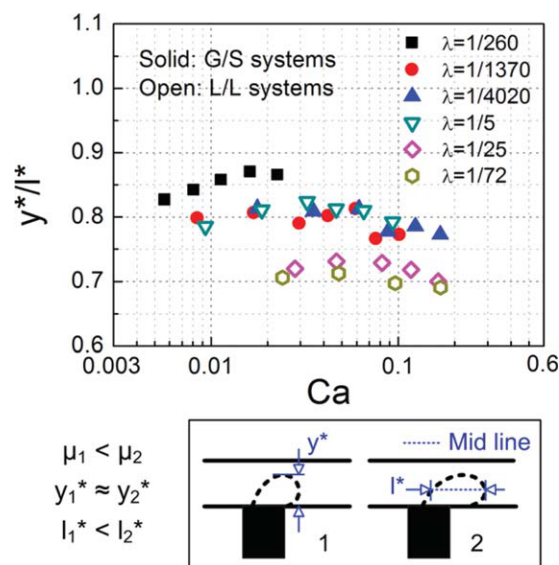 1.1
1.0
0.9
0.8
0.7
0.6
y*/l*
Solid: G/S systems
Open: L/L systems
λ=1/260
λ=1/1370
λ=1/4020
λ=1/5
λ=1/25
λ=1/72
0.003 0.01 0.1 0.6
Ca
μ₁ < μ₂
y₁* ≈ y₂*
l₁* < l₂*
y*
Mid line
l*
1 2